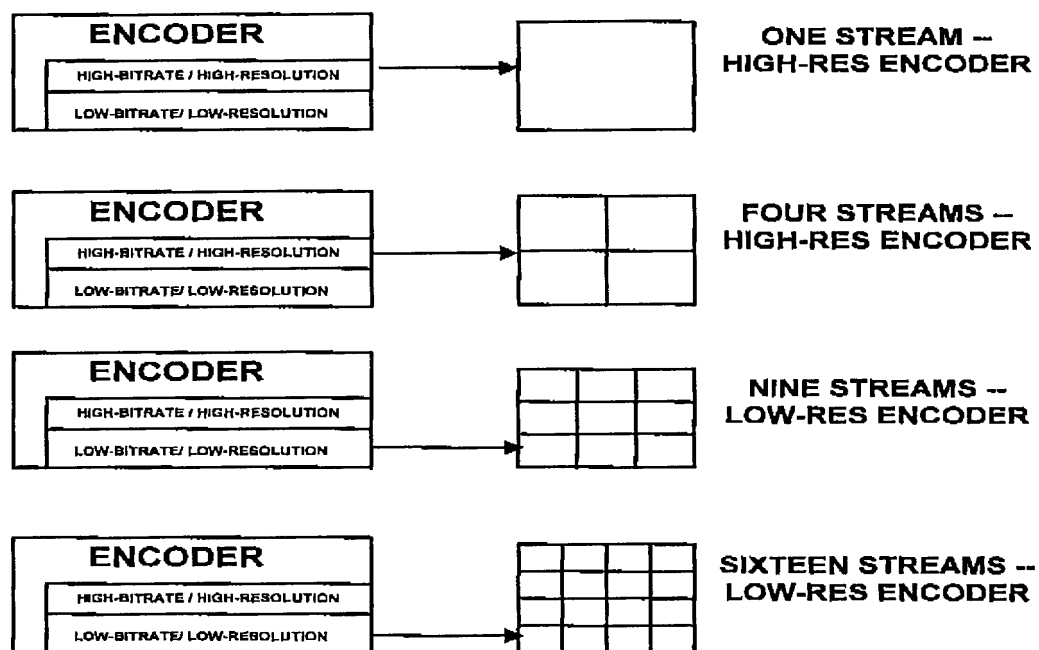 ENCODER
HIGH-BITRATE / HIGH-RESOLUTION
LOW-BITRATE/ LOW-RESOLUTION
ONE STREAM --
HIGH-RES ENCODER
ENCODER
HIGH-BITRATE / HIGH-RESOLUTION
LOW-BITRATE/ LOW-RESOLUTION
FOUR STREAMS --
HIGH-RES ENCODER
ENCODER
HIGH-BITRATE / HIGH-RESOLUTION
LOW-BITRATE/ LOW-RESOLUTION
NINE STREAMS --
LOW-RES ENCODER
ENCODER
HIGH-BITRATE / HIGH-RESOLUTION
LOW-BITRATE/ LOW-RESOLUTION
SIXTEEN STREAMS --
LOW-RES ENCODER